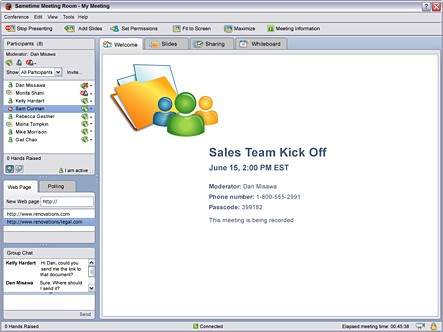 Sametime Meeting Room - My Meeting
Conference View Tools Help
Stop Presenting Add Slides Set Permissions Fit to Screen Maximize Meeting Information
Participants (8)
Moderator: Dan Misawa
Show All Participants Invite...
Dan Misawa
Monifa Shani
Kelly Hardart
Sam Curman
Rebecca Gestner
Misha Tompkin
Mike Morrison
Gail Chao
0 Hands Raised
I am active
Web Page Polling
New Web page http://
http://www.renovations.com
http://www.renovations/legal.com
Group Chat
Kelly Hardart Hi Dan, could you
send me the link to
that document?
Dan Misawa Sure. Where should
I send it?
Send
Welcome Slides Sharing Whiteboard
Sales Team Kick Off
June 15, 2:00 PM EST
Moderator: Dan Misawa
Phone number: 1-800-555-2991
Passcode: 399182
This meeting is being recorded
0 Hands Raised Connected Elapsed meeting time: 00:45:38